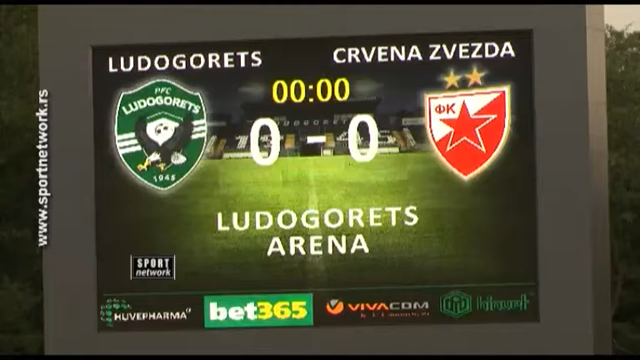 LUDOGORETS
CRVENA ZVEZDA
00:00
PFC
LUDOGORETS
1945
ФК
0 - 0
LUDOGORETS
ARENA
www.sportnetwork.rs
SPORT
network
HUVEPHARMA
bet365
VIVACOM